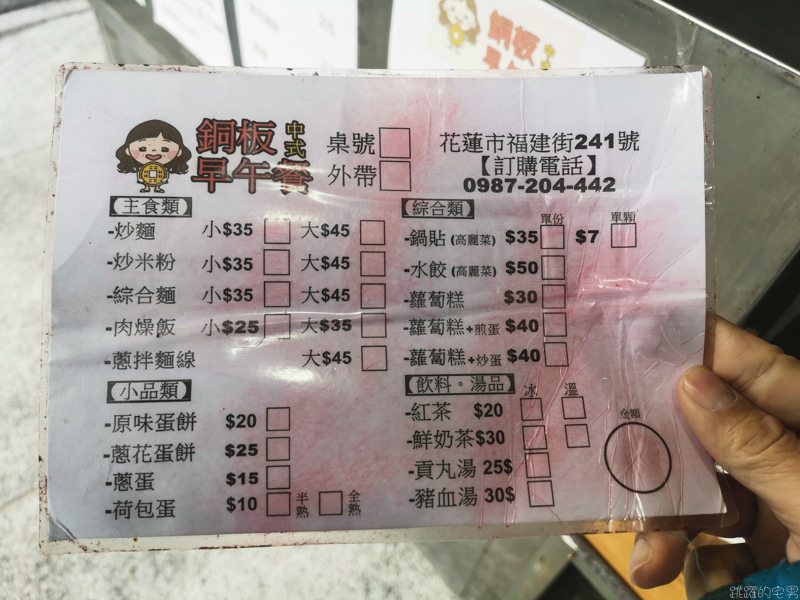 銅板
銅板
中式
早午餐
桌號
外帶
花蓮市福建街241號
【訂購電話】
0987-204-442
主食類
-炒麵 小$35 大$45
-炒米粉 小$35 大$45
-綜合麵 小$35 大$45
-肉燥飯 小$25 大$35
-蔥拌麵線 大$45
小品類
-原味蛋餅 $20
-蔥花蛋餅 $25
-蔥蛋 $15
-荷包蛋 $10 半熟 全熟
綜合類
單份 單顆
-鍋貼(高麗菜) $35 $7
-水餃(高麗菜) $50
-蘿蔔糕 $30
-蘿蔔糕+煎蛋 $40
-蘿蔔糕+炒蛋 $40
飲料。湯品 冰 溫
-紅茶 $20
-鮮奶茶$30
-貢丸湯 25$
-豬血湯 30$
金額
跳躍的宅男